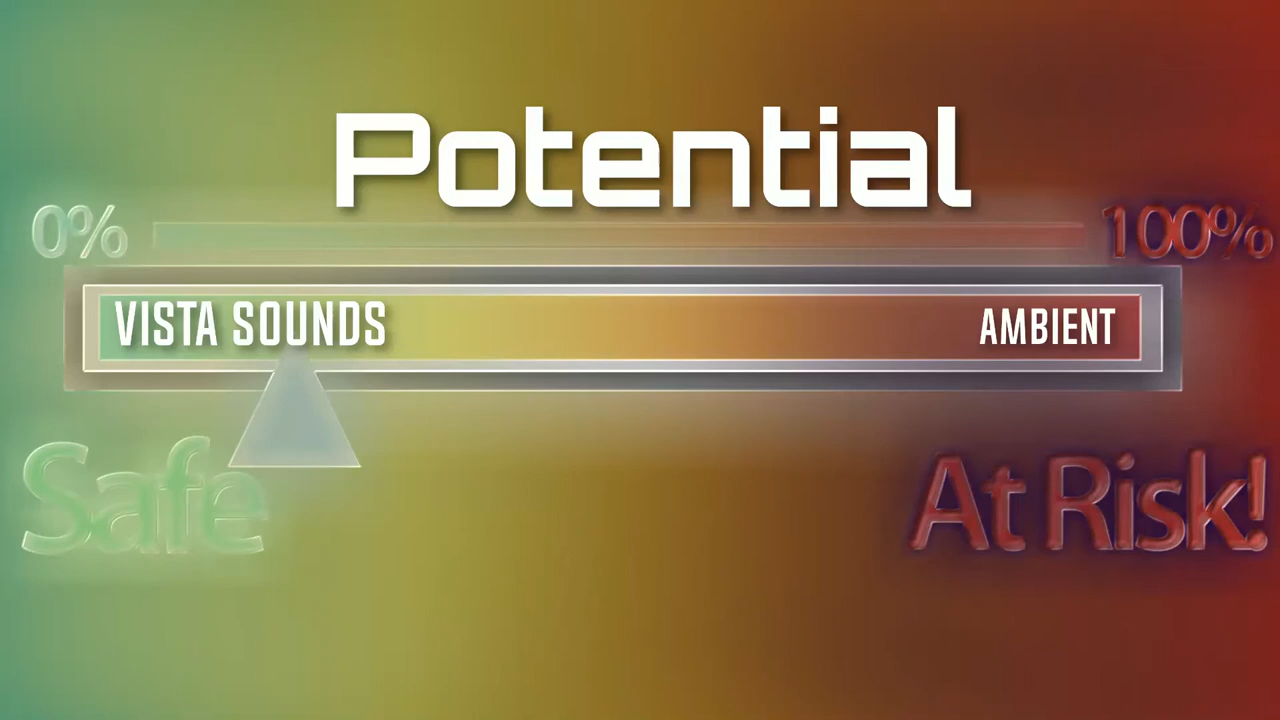 Potential
0%
100%
VISTA SOUNDS
AMBIENT
Safe
At Risk!